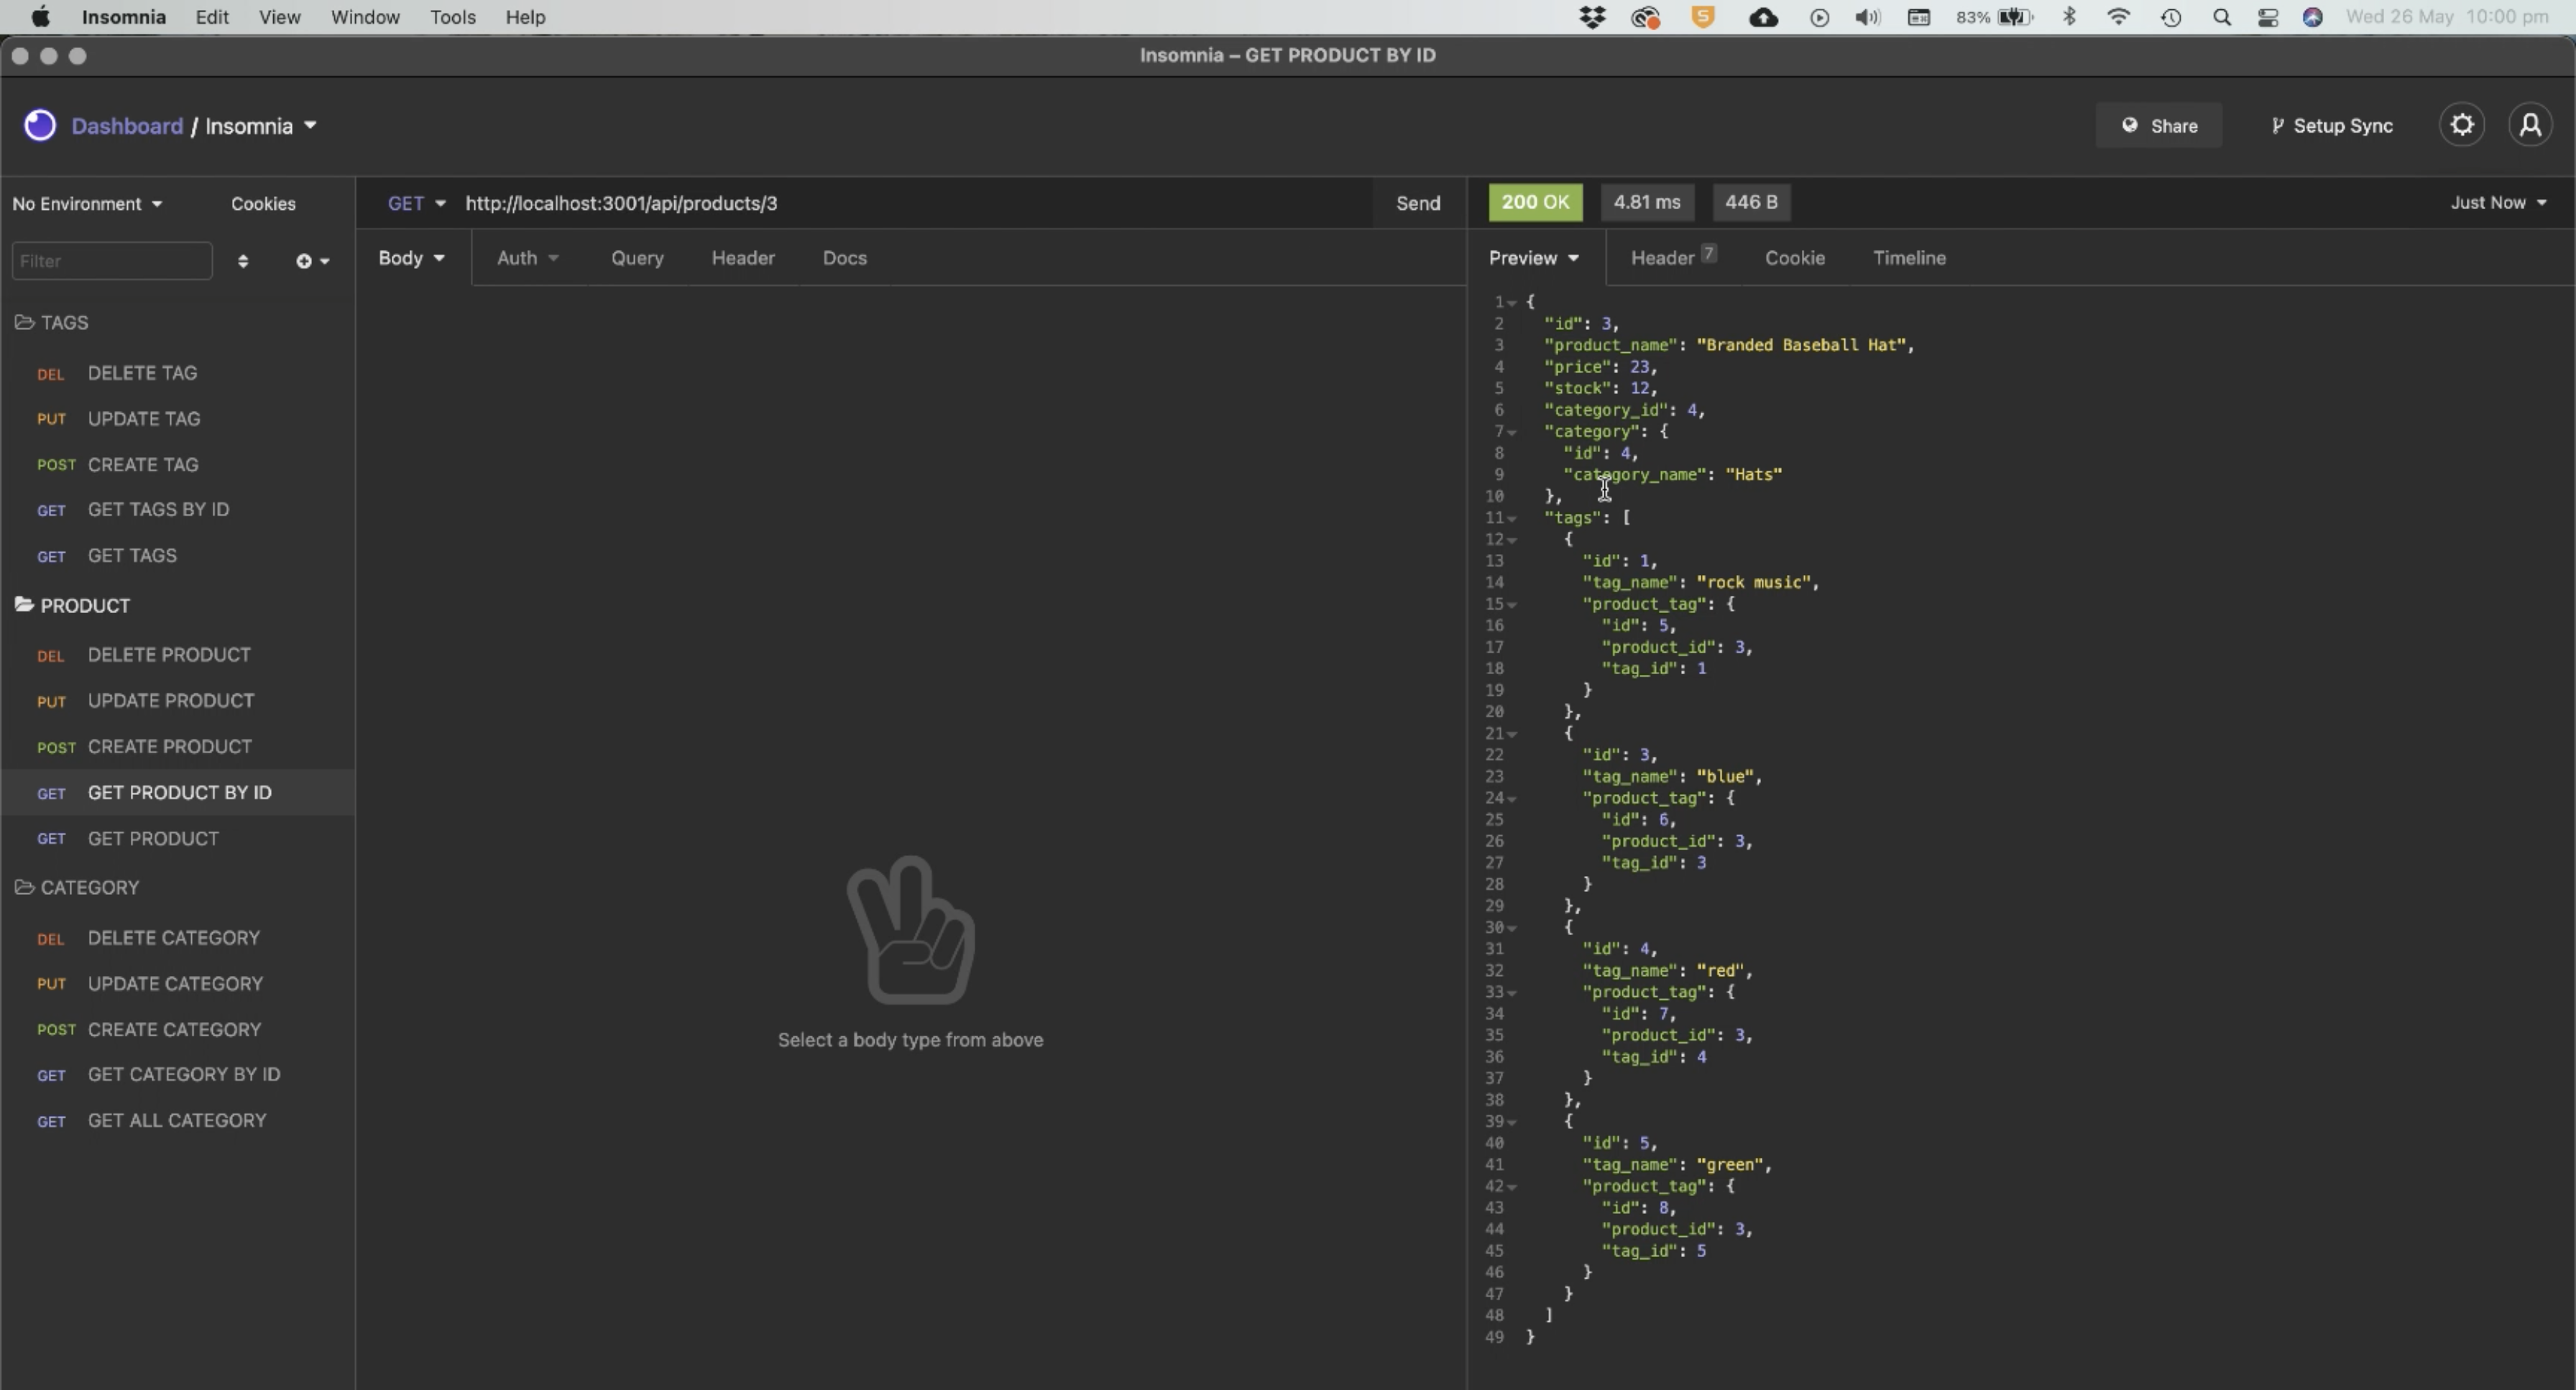 Insomnia Edit View Window Tools Help 83% Wed 26 May 10:00 pm
Insomnia – GET PRODUCT BY ID
Dashboard / Insomnia Share Setup Sync
No Environment Cookies
Filter
TAGS
DEL DELETE TAG
PUT UPDATE TAG
POST CREATE TAG
GET GET TAGS BY ID
GET GET TAGS
PRODUCT
DEL DELETE PRODUCT
PUT UPDATE PRODUCT
POST CREATE PRODUCT
GET GET PRODUCT BY ID
GET GET PRODUCT
CATEGORY
DEL DELETE CATEGORY
PUT UPDATE CATEGORY
POST CREATE CATEGORY
GET GET CATEGORY BY ID
GET GET ALL CATEGORY
GET http://localhost:3001/api/products/3 Send
Body Auth Query Header Docs
Select a body type from above
200 OK 4.81 ms 446 B Just Now
Preview Header 7 Cookie Timeline
1 {
2 "id": 3,
3 "product_name": "Branded Baseball Hat",
4 "price": 23,
5 "stock": 12,
6 "category_id": 4,
7 "category": {
8 "id": 4,
9 "category_name": "Hats"
10 },
11 "tags": [
12 {
13 "id": 1,
14 "tag_name": "rock music",
15 "product_tag": {
16 "id": 5,
17 "product_id": 3,
18 "tag_id": 1
19 }
20 },
21 {
22 "id": 3,
23 "tag_name": "blue",
24 "product_tag": {
25 "id": 6,
26 "product_id": 3,
27 "tag_id": 3
28 }
29 },
30 {
31 "id": 4,
32 "tag_name": "red",
33 "product_tag": {
34 "id": 7,
35 "product_id": 3,
36 "tag_id": 4
37 }
38 },
39 {
40 "id": 5,
41 "tag_name": "green",
42 "product_tag": {
43 "id": 8,
44 "product_id": 3,
45 "tag_id": 5
46 }
47 }
48 ]
49 }